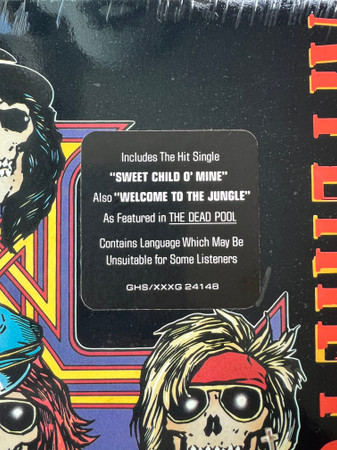 Includes The Hit Single
"SWEET CHILD O' MINE"
Also "WELCOME TO THE JUNGLE"
As Featured in THE DEAD POOL
Contains Language Which May Be
Unsuitable for Some Listeners
GHS/XXXG 24148